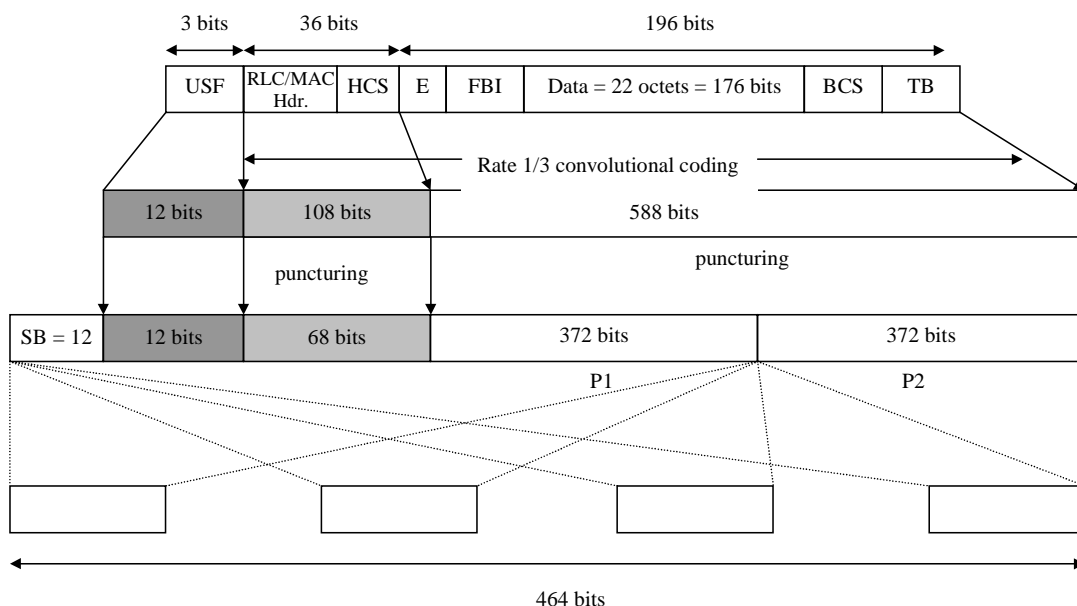 3 bits 36 bits 196 bits
USF RLC/MAC Hdr. HCS E FBI Data = 22 octets = 176 bits BCS TB
Rate 1/3 convolutional coding
12 bits 108 bits 588 bits
puncturing puncturing
SB = 12 12 bits 68 bits 372 bits 372 bits
P1 P2
464 bits